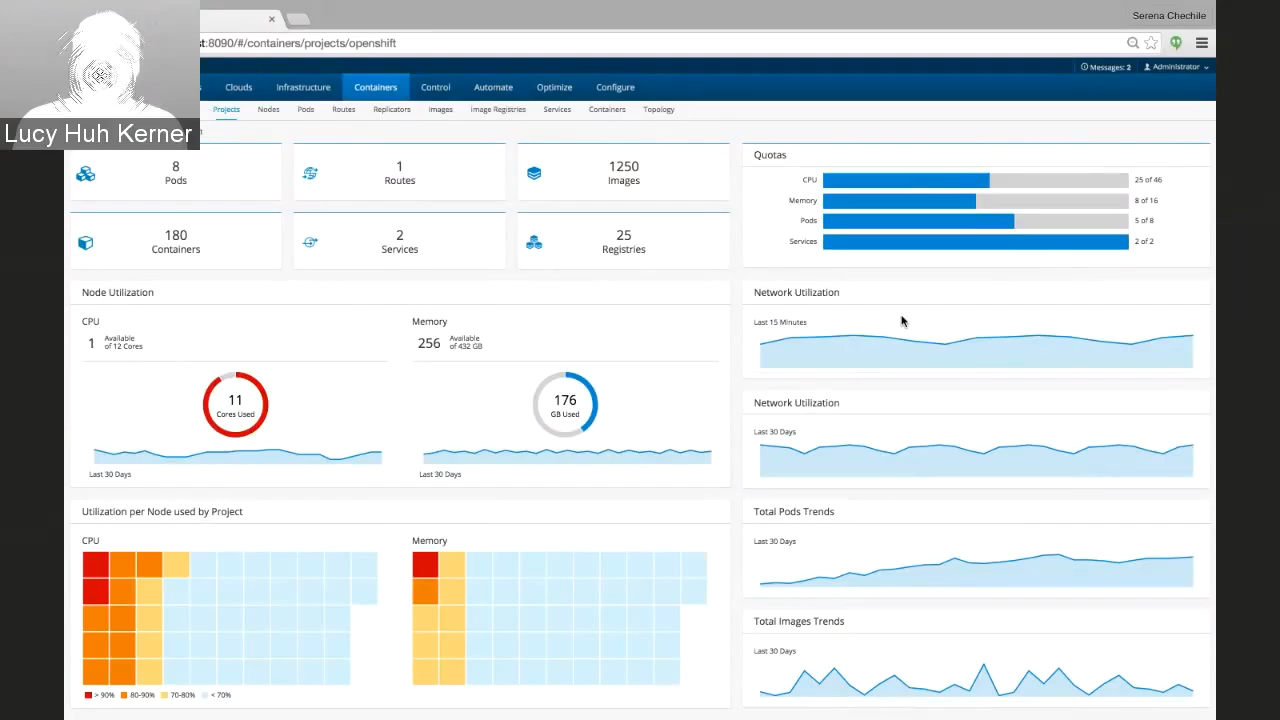 Serena Chechile
st:8090/#/containers/projects/openshift
Messages: 2 Administrator
Lucy Huh Kerner
s Clouds Infrastructure Containers Control Automate Optimize Configure
Projects Nodes Pods Routes Replicators Images Image Registries Services Containers Topology
t
8
Pods
1
Routes
1250
Images
180
Containers
2
Services
25
Registries
Quotas
CPU 25 of 46
Memory 8 of 16
Pods 5 of 8
Services 2 of 2
Node Utilization
CPU
1 Available
of 12 Cores
11
Cores Used
Last 30 Days
Memory
256 Available
of 432 GB
176
GB Used
Last 30 Days
Network Utilization
Last 15 Minutes
Network Utilization
Last 30 Days
Utilization per Node used by Project
CPU
Memory
> 90% 80-90% 70-80% < 70%
Total Pods Trends
Last 30 Days
Total Images Trends
Last 30 Days